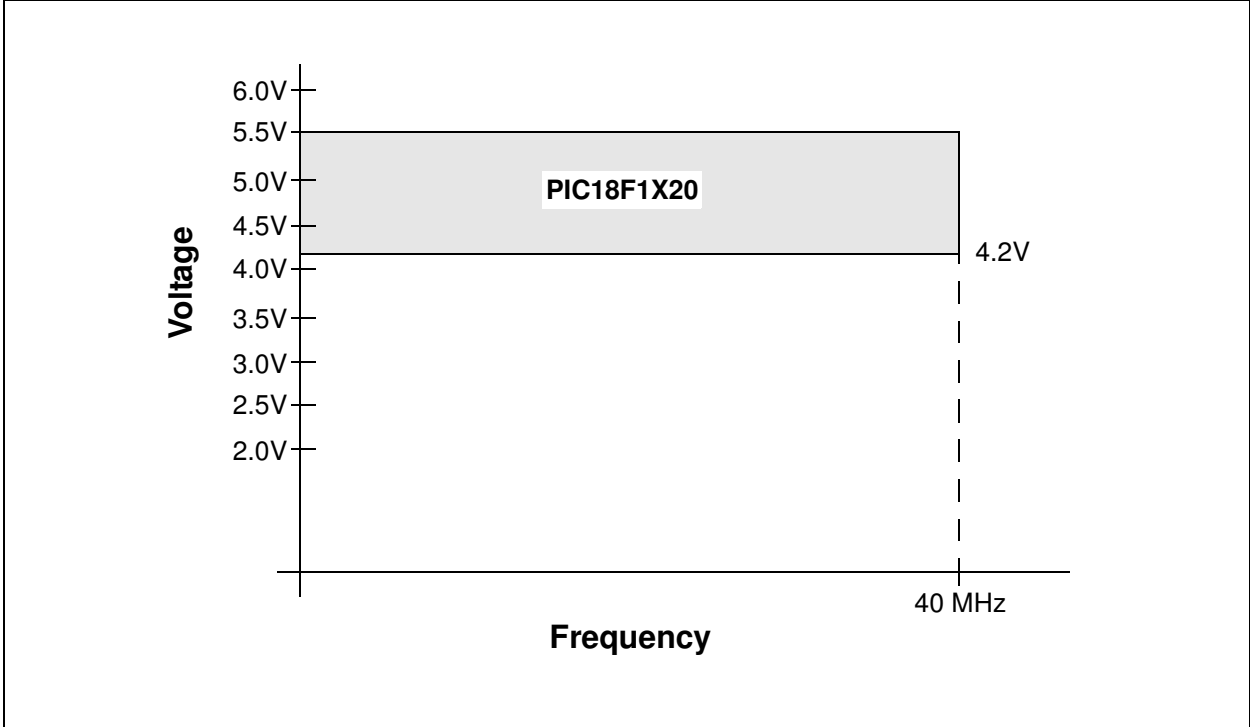 6.0V
5.5V
5.0V
4.5V
4.0V
3.5V
3.0V
2.5V
2.0V
Voltage
PIC18F1X20
4.2V
40 MHz
Frequency